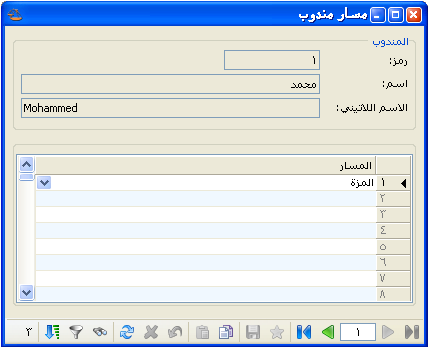 مسار مندوب
المندوب
رمز: ١
اسم: محمد
الاسم اللاتيني: Mohammed
المسار
١ المزة
٢
٣
٤
٥
٦
٧
٨
١ ٣